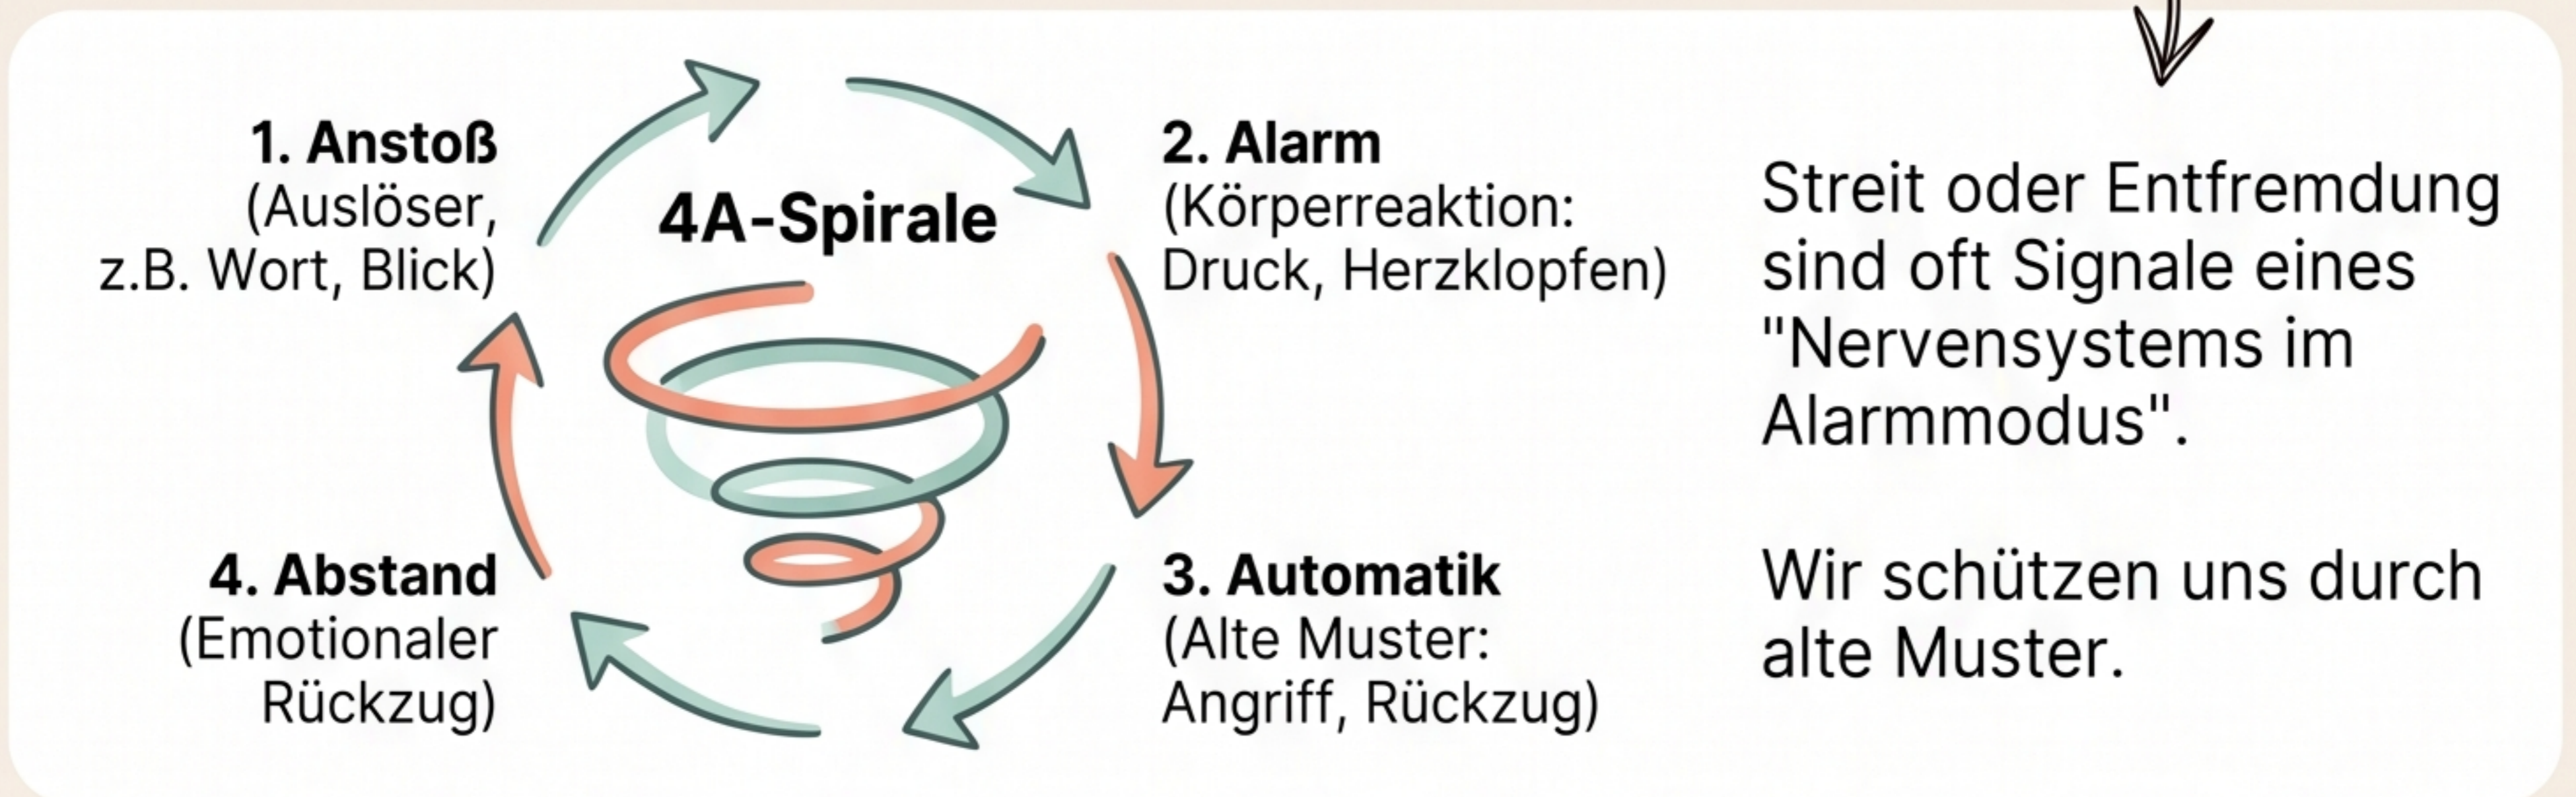 4A-Spirale
1. Anstoß
(Auslöser,
z.B. Wort, Blick)
2. Alarm
(Körperreaktion:
Druck, Herzklopfen)
3. Automatik
(Alte Muster:
Angriff, Rückzug)
4. Abstand
(Emotionaler
Rückzug)
Streit oder Entfremdung
sind oft Signale eines
"Nervensystems im
Alarmmodus".
Wir schützen uns durch
alte Muster.